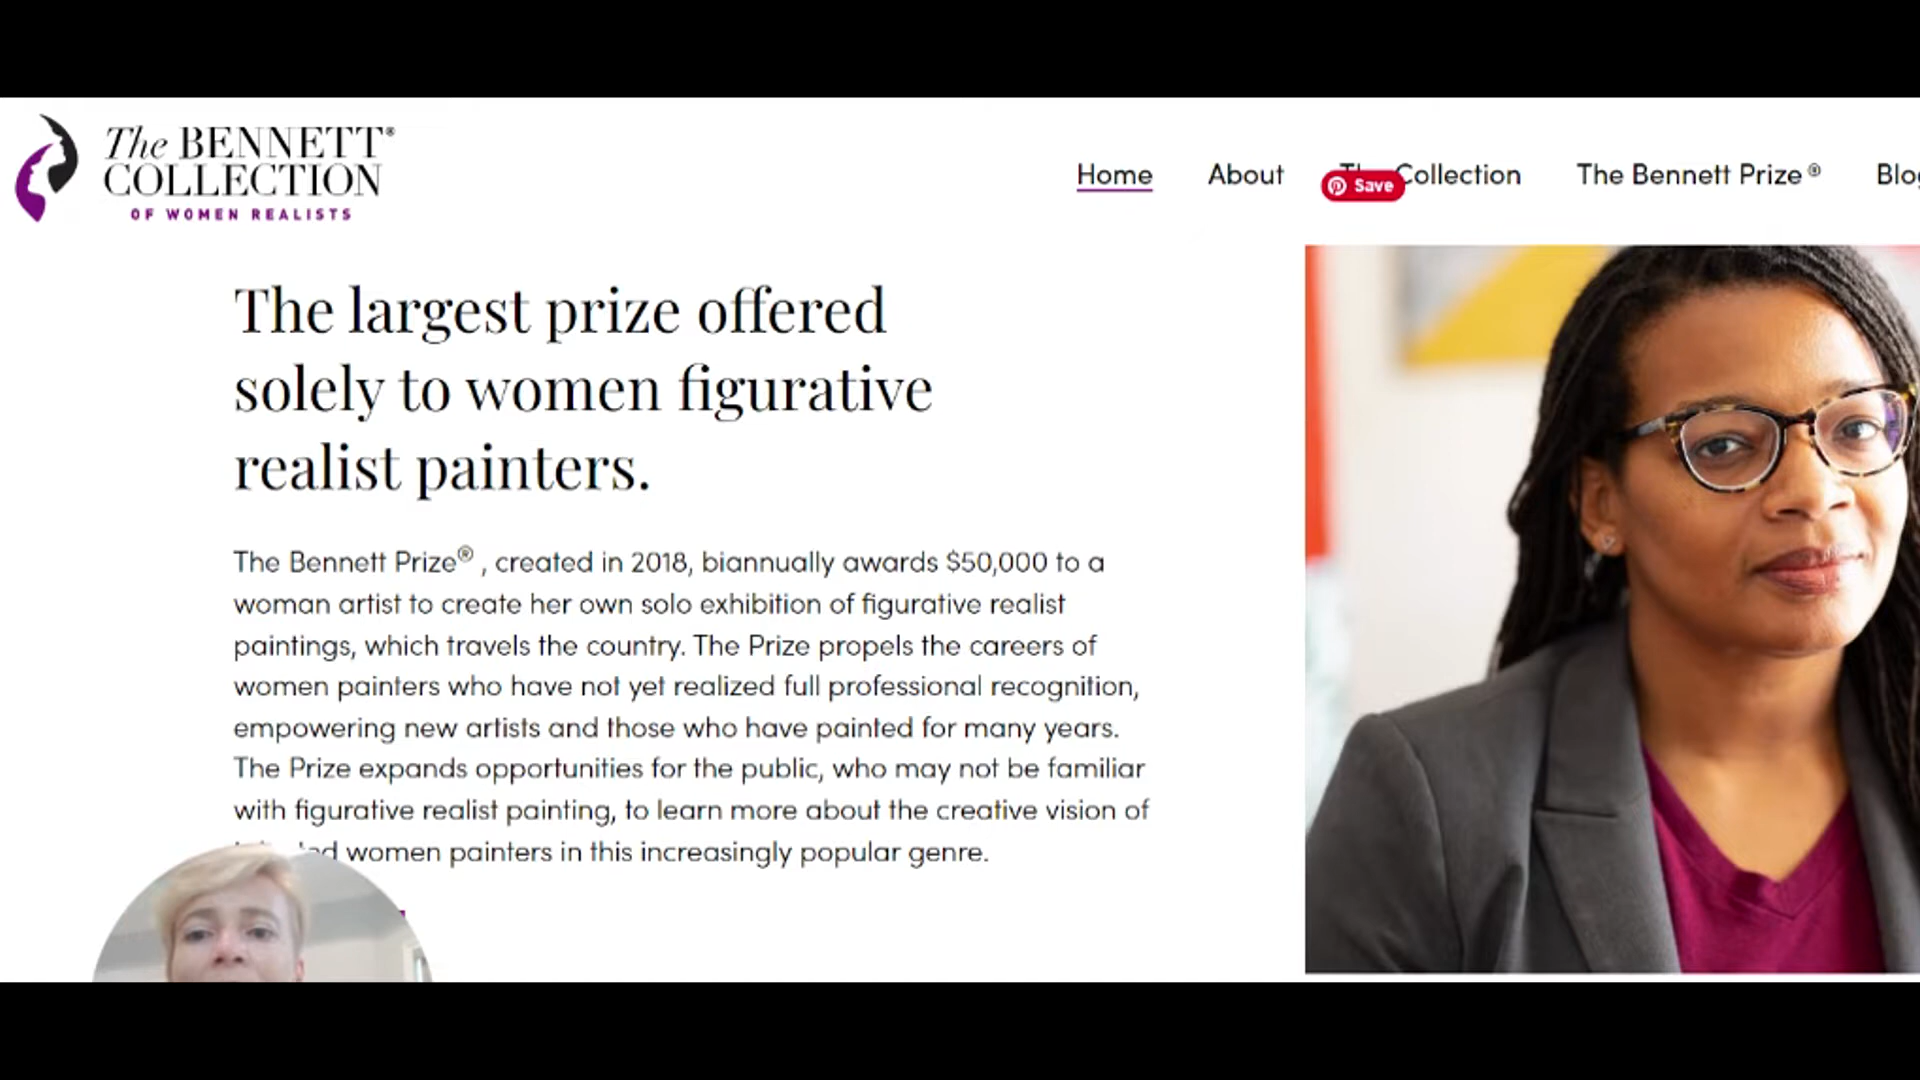 The BENNETT®
COLLECTION
OF WOMEN REALISTS
Home About Collection The Bennett Prize®
Save
The largest prize offered
solely to women figurative
realist painters.
The Bennett Prize® , created in 2018, biannually awards $50,000 to a
woman artist to create her own solo exhibition of figurative realist
paintings, which travels the country. The Prize propels the careers of
women painters who have not yet realized full professional recognition,
empowering new artists and those who have painted for many years.
The Prize expands opportunities for the public, who may not be familiar
with figurative realist painting, to learn more about the creative vision of
women painters in this increasingly popular genre.